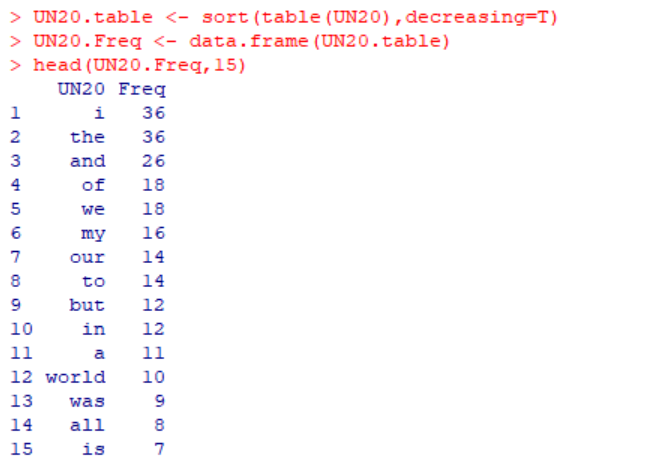 > UN20.table <- sort(table(UN20),decreasing=T)
> UN20.Freq <- data.frame(UN20.table)
> head(UN20.Freq,15)
    UN20 Freq
1      i   36
2    the   36
3    and   26
4     of   18
5     we   18
6     my   16
7    our   14
8     to   14
9    but   12
10    in   12
11     a   11
12 world   10
13   was    9
14   all    8
15    is    7